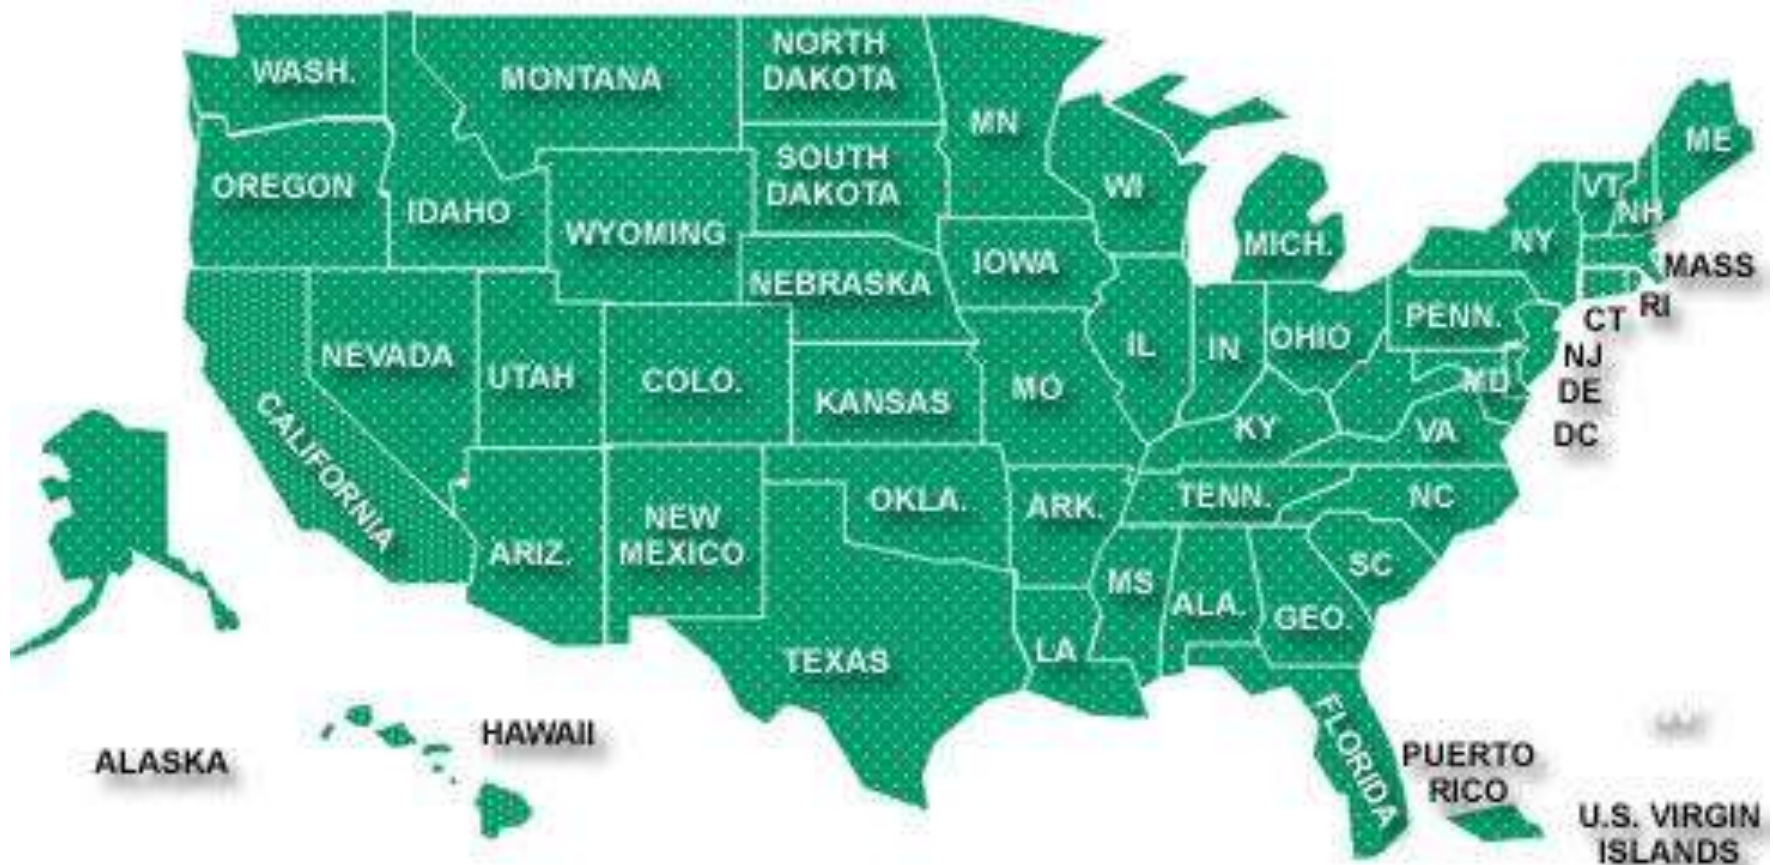 WASH.
MONTANA
NORTH
DAKOTA
MN
ME
OREGON
IDAHO
WYOMING
SOUTH
DAKOTA
WI
VT
NH
NEBRASKA
IOWA
MICH.
NY
MASS
NEVADA
UTAH
COLO.
KANSAS
MO
IL
IN
OHIO
PENN.
CT
RI
NJ
MD
DE
DC
CALIFORNIA
KY
VA
ARIZ.
NEW
MEXICO
OKLA.
ARK.
TENN.
NC
SC
TEXAS
LA
MS
ALA.
GEO.
FLORIDA
ALASKA
HAWAII
PUERTO
RICO
U.S. VIRGIN
ISLANDS